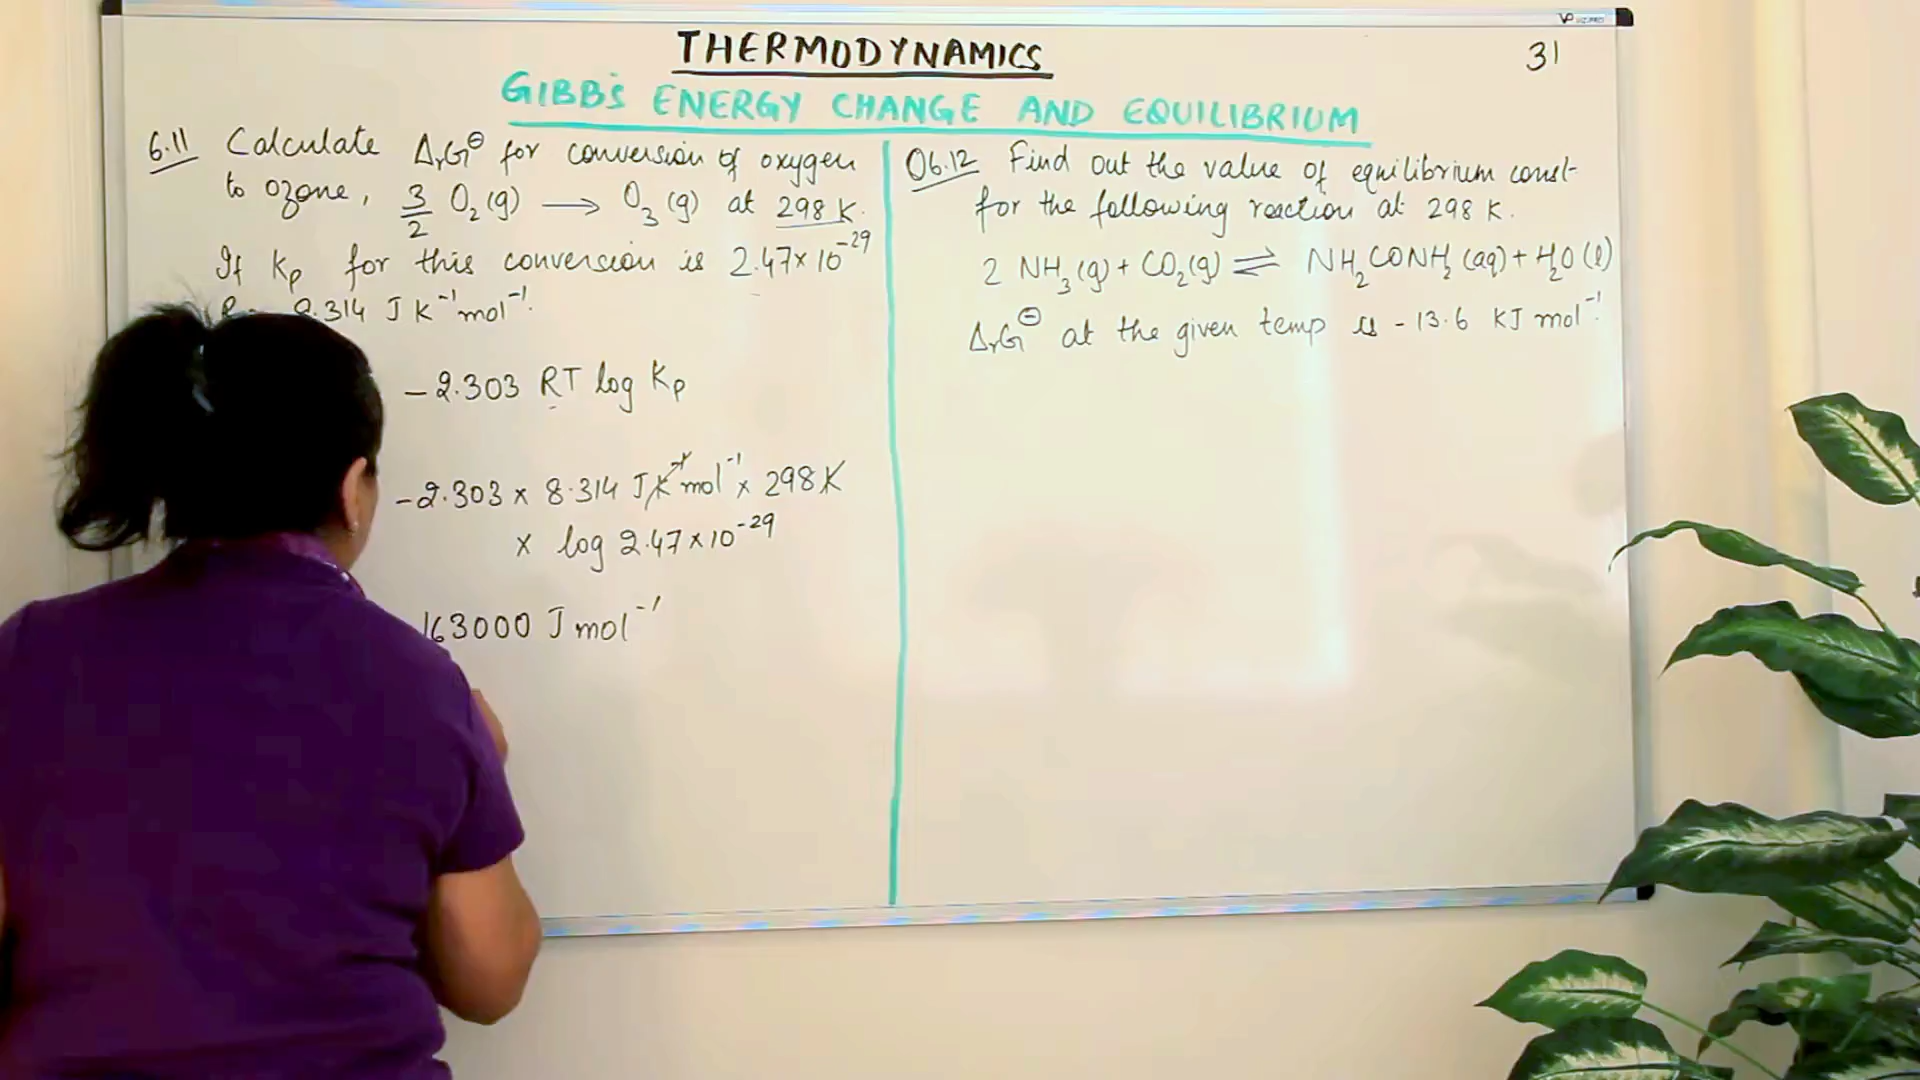 THERMODYNAMICS
31
GIBB's ENERGY CHANGE AND EQUILIBRIUM
6.11 Calculate ΔrG⊖ for conversion of oxygen
to ozone, 3/2 O₂(g) ⟶ O₃(g) at 298 K.
If Kp for this conversion is 2.47×10⁻²⁹
8.314 J K⁻¹mol⁻¹.
-2.303 RT log Kp
-2.303 × 8.314 J K⁻¹ mol⁻¹ × 298 K
× log 2.47×10⁻²⁹
163000 J mol⁻¹
Q6.12 Find out the value of equilibrium const-
for the following reaction at 298 K.
2 NH₃(g) + CO₂(g) ⇌ NH₂CONH₂(aq) + H₂O(l)
ΔrG⊖ at the given temp is -13.6 KJ mol⁻¹.